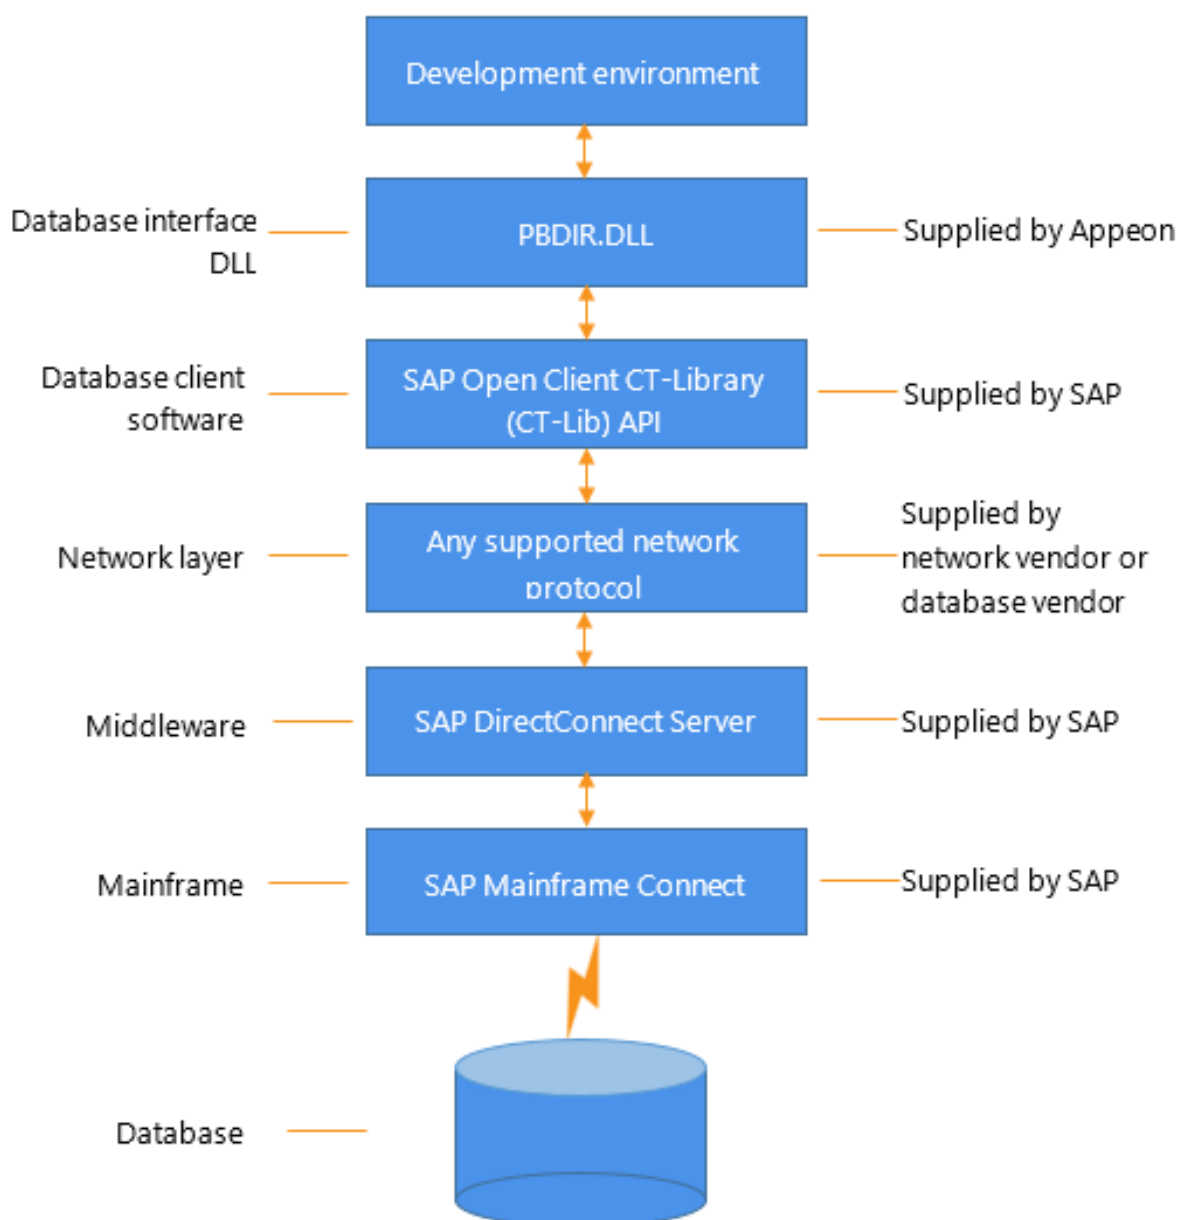 Development environment
Database interface
DLL
PBDIR.DLL
Supplied by Appeon
Database client
software
SAP Open Client CT-Library
(CT-Lib) API
Supplied by SAP
Network layer
Any supported network
protocol
Supplied by
network vendor or
database vendor
Middleware
SAP DirectConnect Server
Supplied by SAP
Mainframe
SAP Mainframe Connect
Supplied by SAP
Database